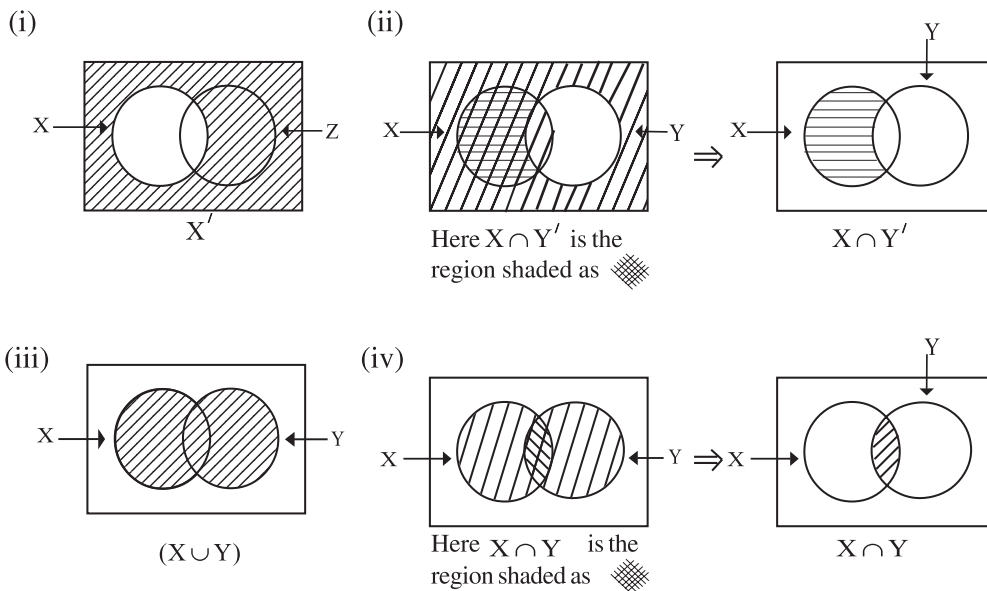 (i)
X
Z
X′
(ii)
X
Y
Here X ∩ Y′ is the
region shaded as
⇒
Y
X
X ∩ Y′
(iii)
X
Y
(X ∪ Y)
(iv)
X
Y
Here X ∩ Y is the
region shaded as
⇒
Y
X
X ∩ Y